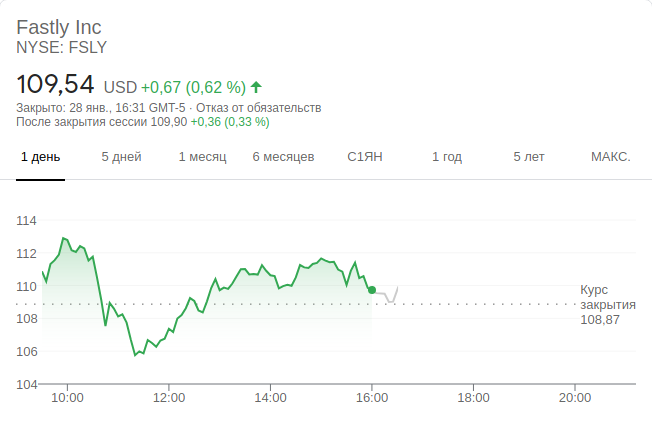 Fastly Inc
NYSE: FSLY
109,54 USD +0,67 (0,62 %)
Закрыто: 28 янв., 16:31 GMT-5 · Отказ от обязательств
После закрытия сессии 109,90 +0,36 (0,33 %)
1 день 5 дней 1 месяц 6 месяцев С1ЯН 1 год 5 лет МАКС.
114
112
110
108
106
104
Курс
закрытия
108,87
10:00 12:00 14:00 16:00 18:00 20:00